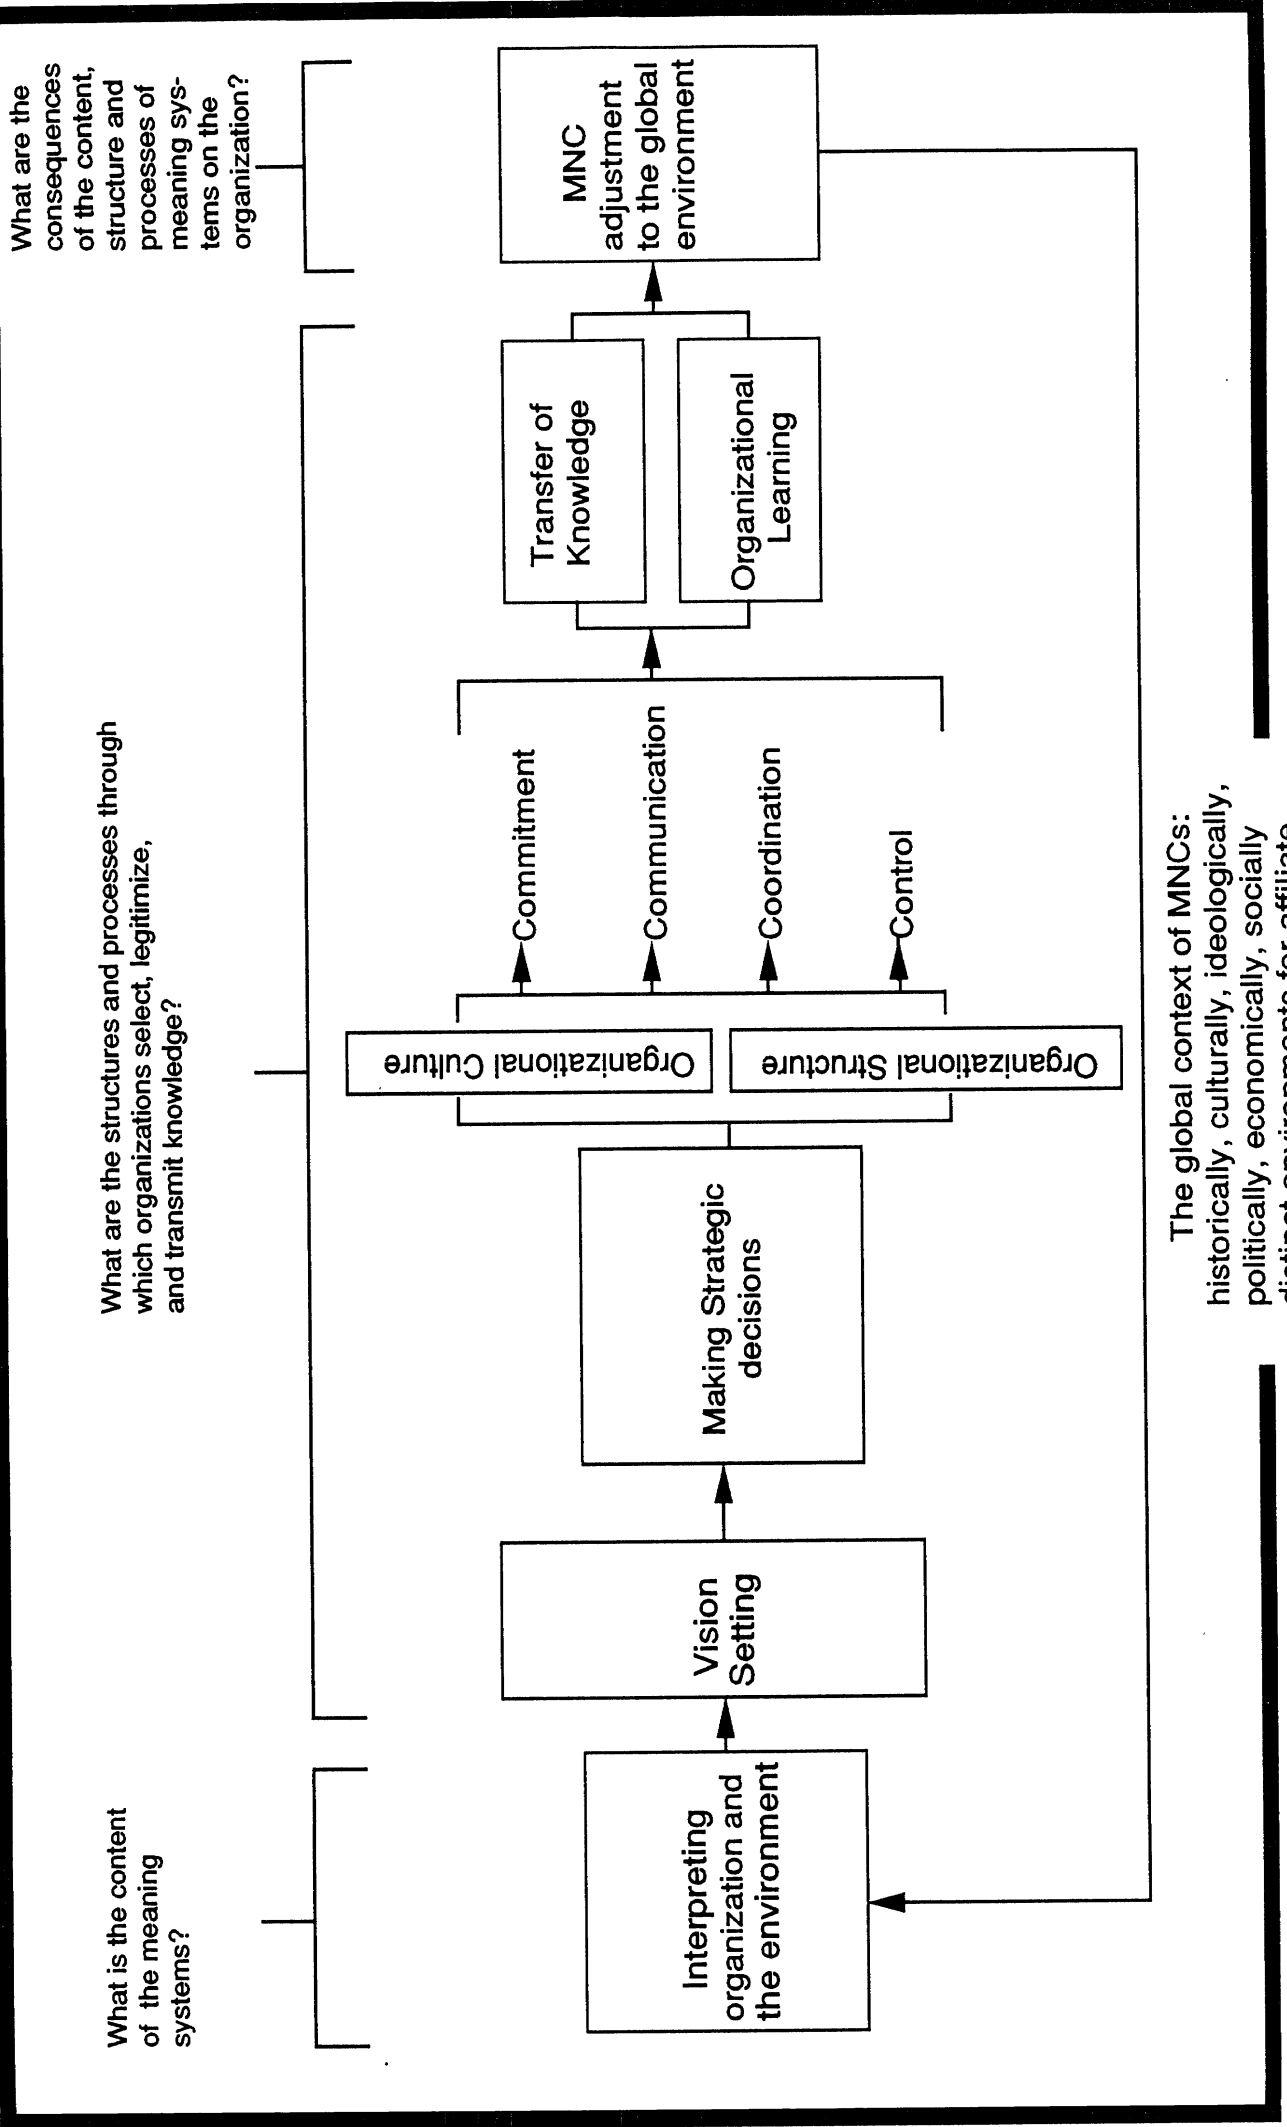 What is the content
of the meaning
systems?
What are the structures and processes through
which organizations select, legitimize,
and transmit knowledge?
What are the
consequences
of the content,
structure and
processes of
meaning sys-
tems on the
organization?
Interpreting
organization and
the environment
Vision
Setting
Making Strategic
decisions
Organizational Culture
Organizational Structure
Commitment
Communication
Coordination
Control
Transfer of
Knowledge
Organizational
Learning
MNC
adjustment
to the global
environment
The global context of MNCs:
historically, culturally, ideologically,
politically, economically, socially
distinct environments for affiliate